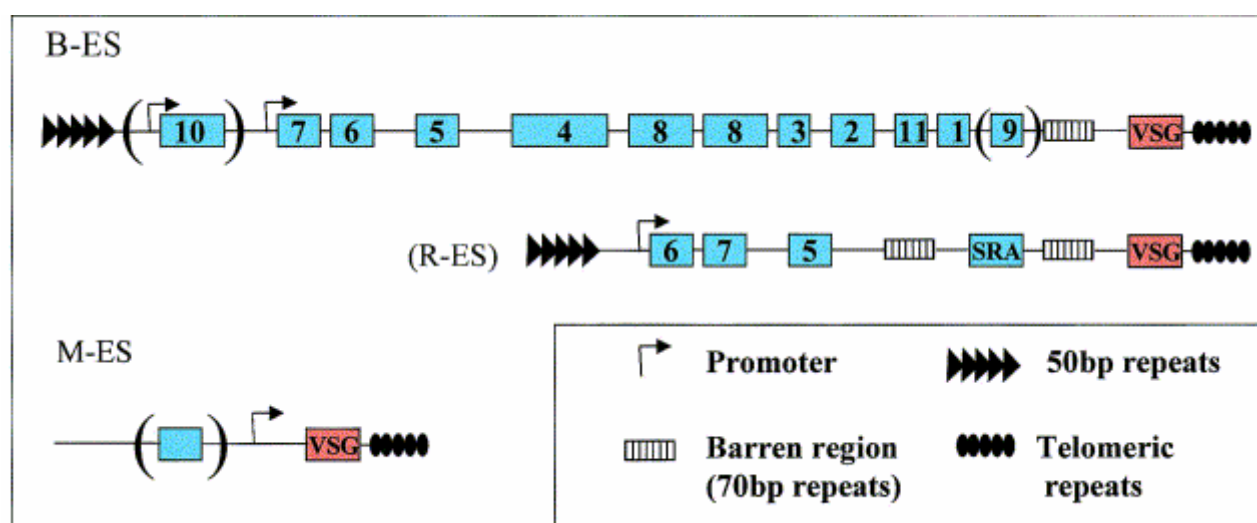 B-ES
10 7 6 5 4 8 8 3 2 11 1 9 VSG
(R-ES) 6 7 5 SRA VSG
M-ES
VSG
Promoter
50bp repeats
Barren region
(70bp repeats)
Telomeric
repeats